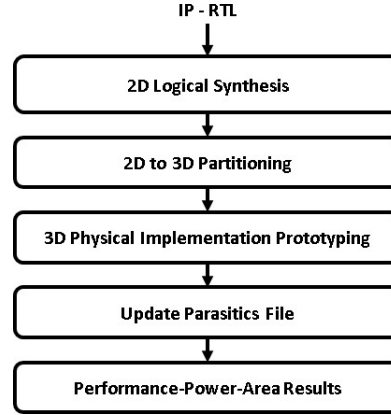 IP - RTL
2D Logical Synthesis
2D to 3D Partitioning
3D Physical Implementation Prototyping
Update Parasitics File
Performance-Power-Area Results